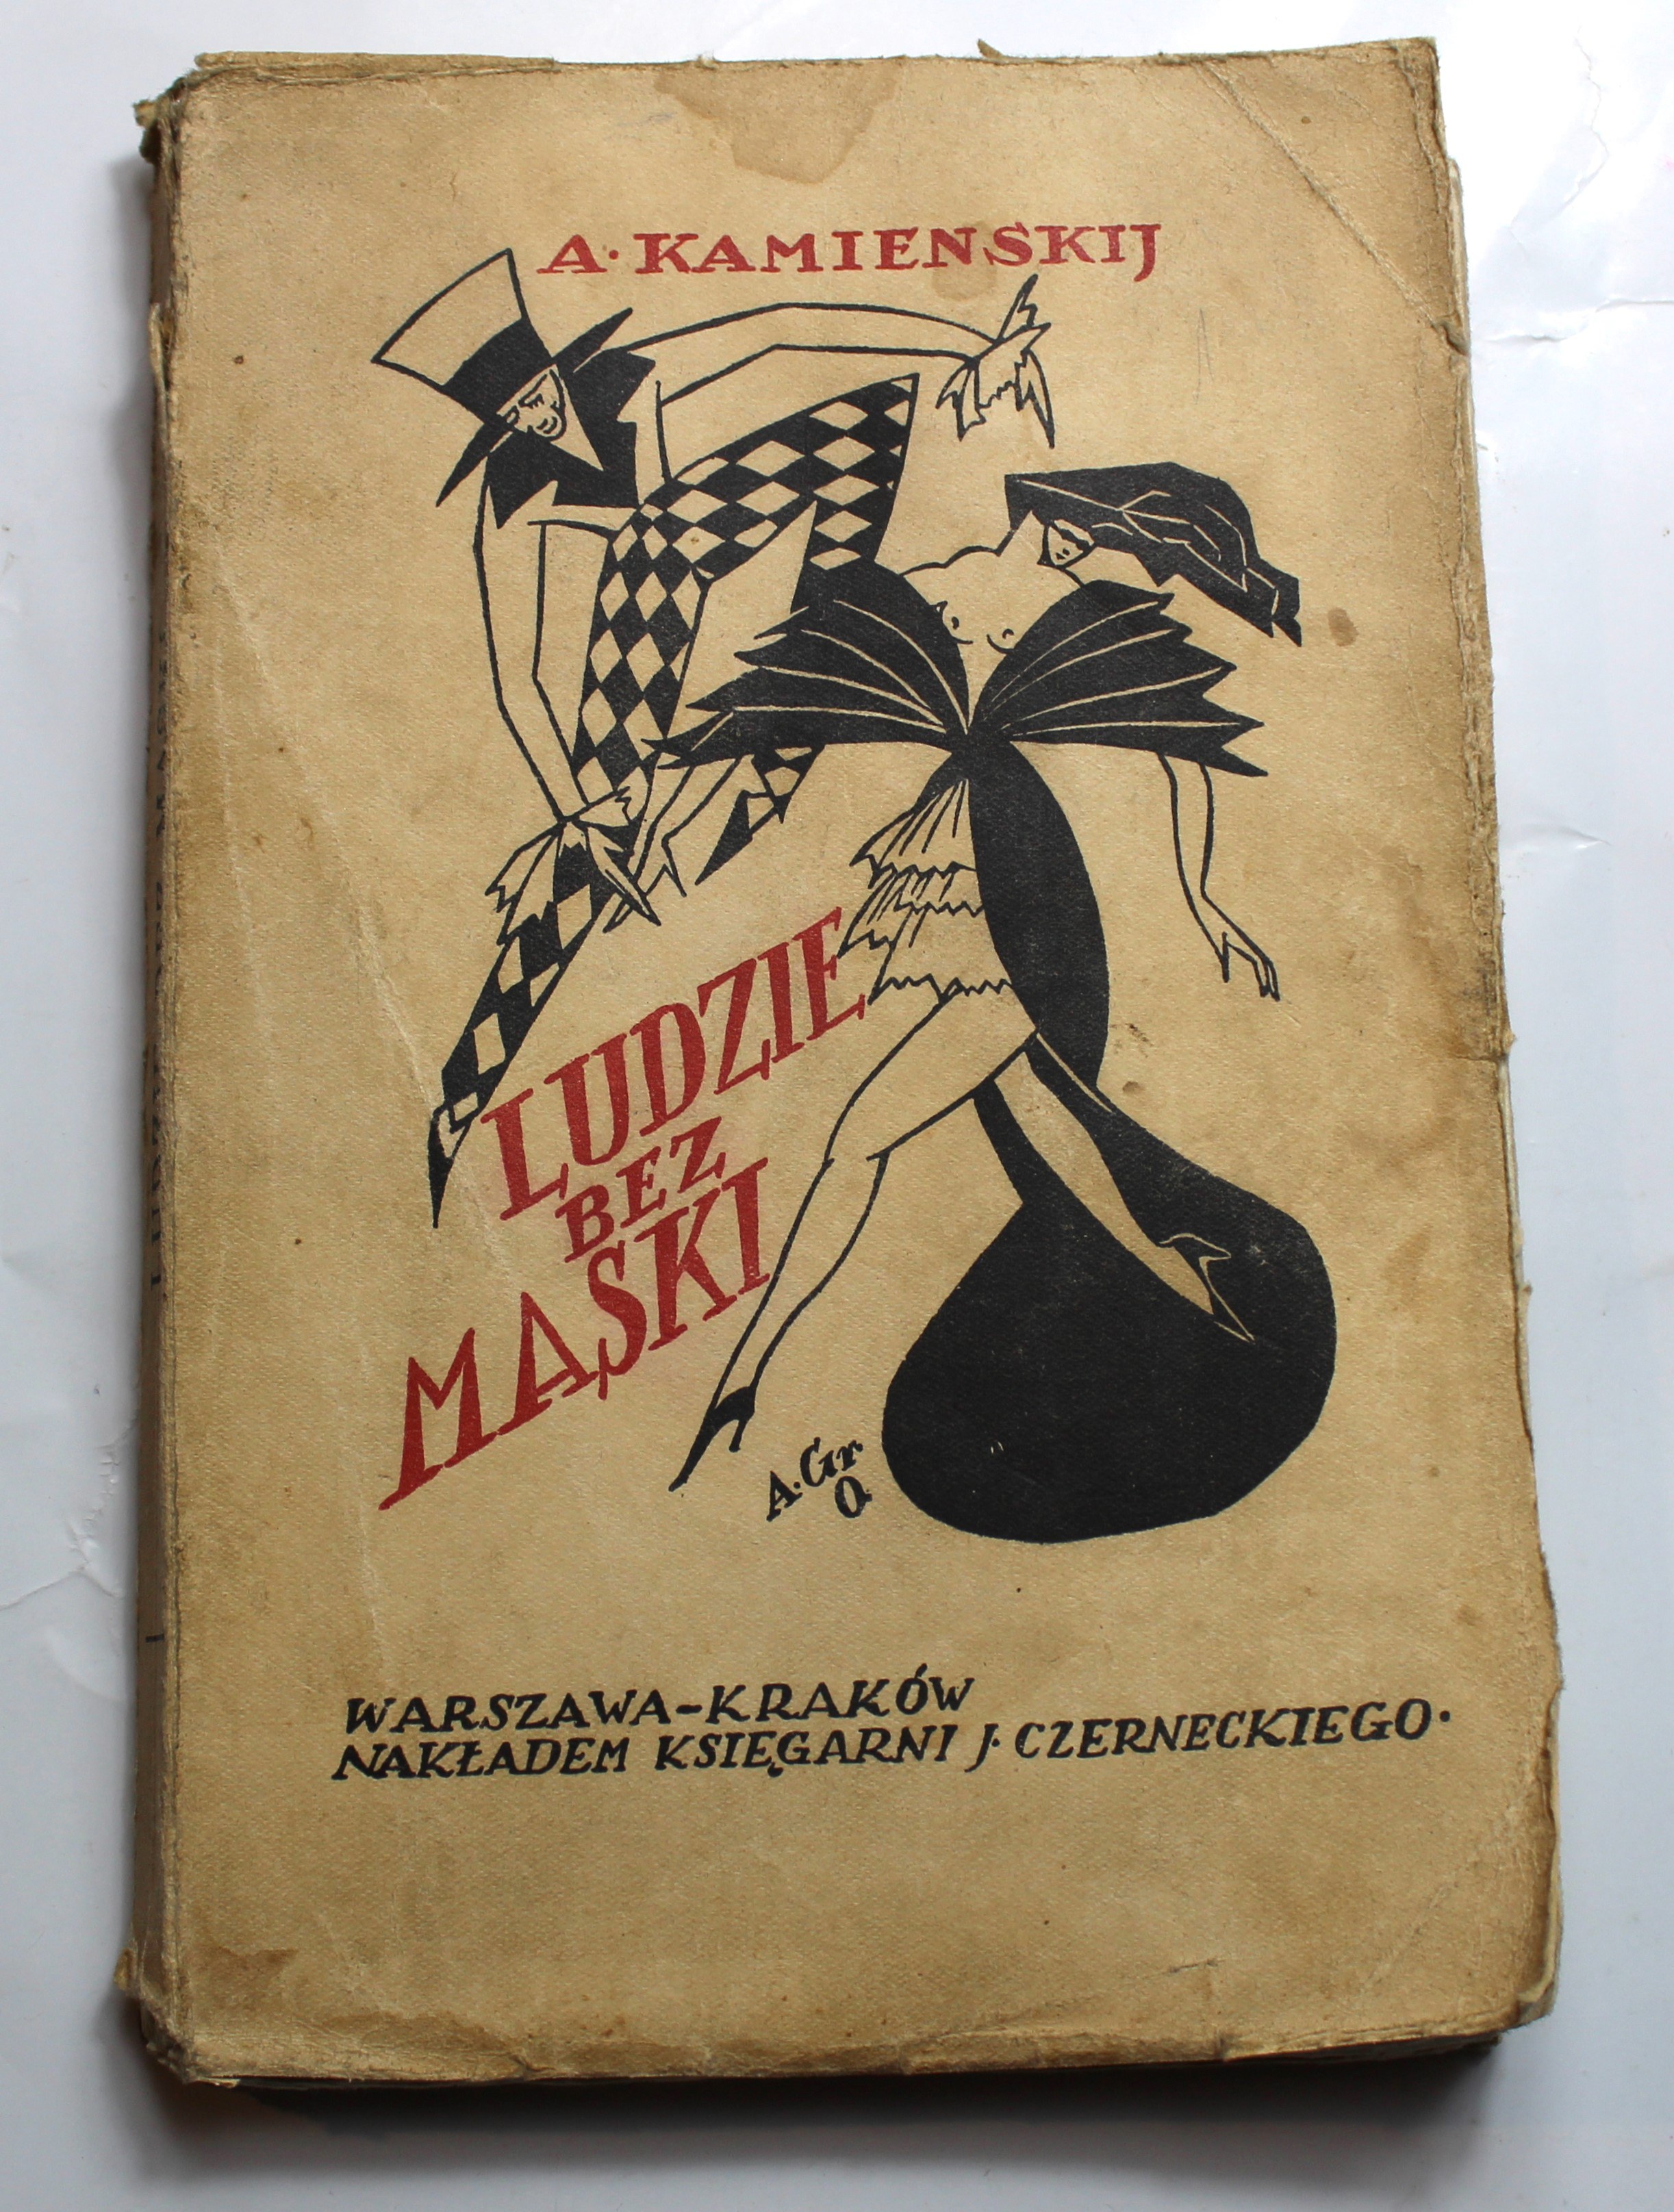 A. KAMIENSKIJ
LUDZIE
BEZ
MASKI
A. Gr
O.
WARSZAWA-KRAKÓW
NAKŁADEM KSIĘGARNI J. CZERNECKIEGO.